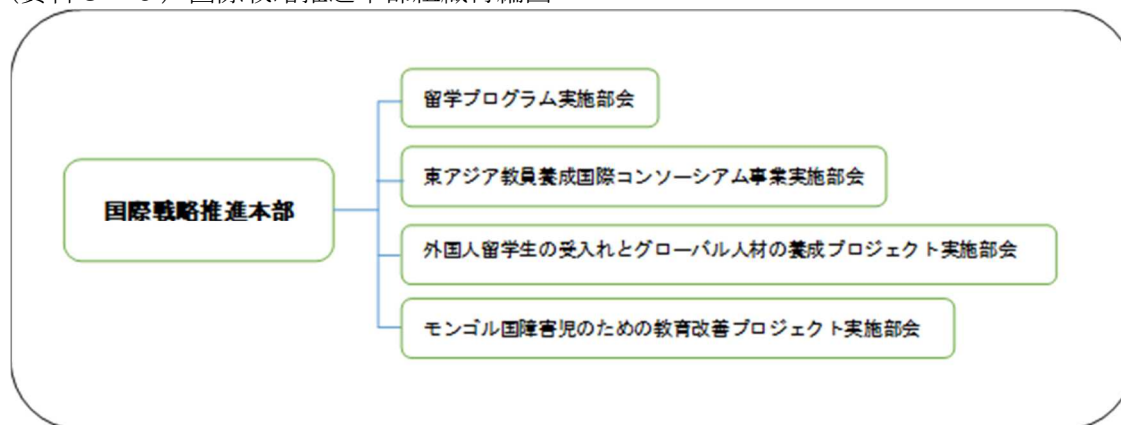 国際戦略推進本部
留学プログラム実施部会
東アジア教員養成国際コンソーシアム事業実施部会
外国人留学生の受入れとグローバル人材の養成プロジェクト実施部会
モンゴル国障害児のための教育改善プロジェクト実施部会